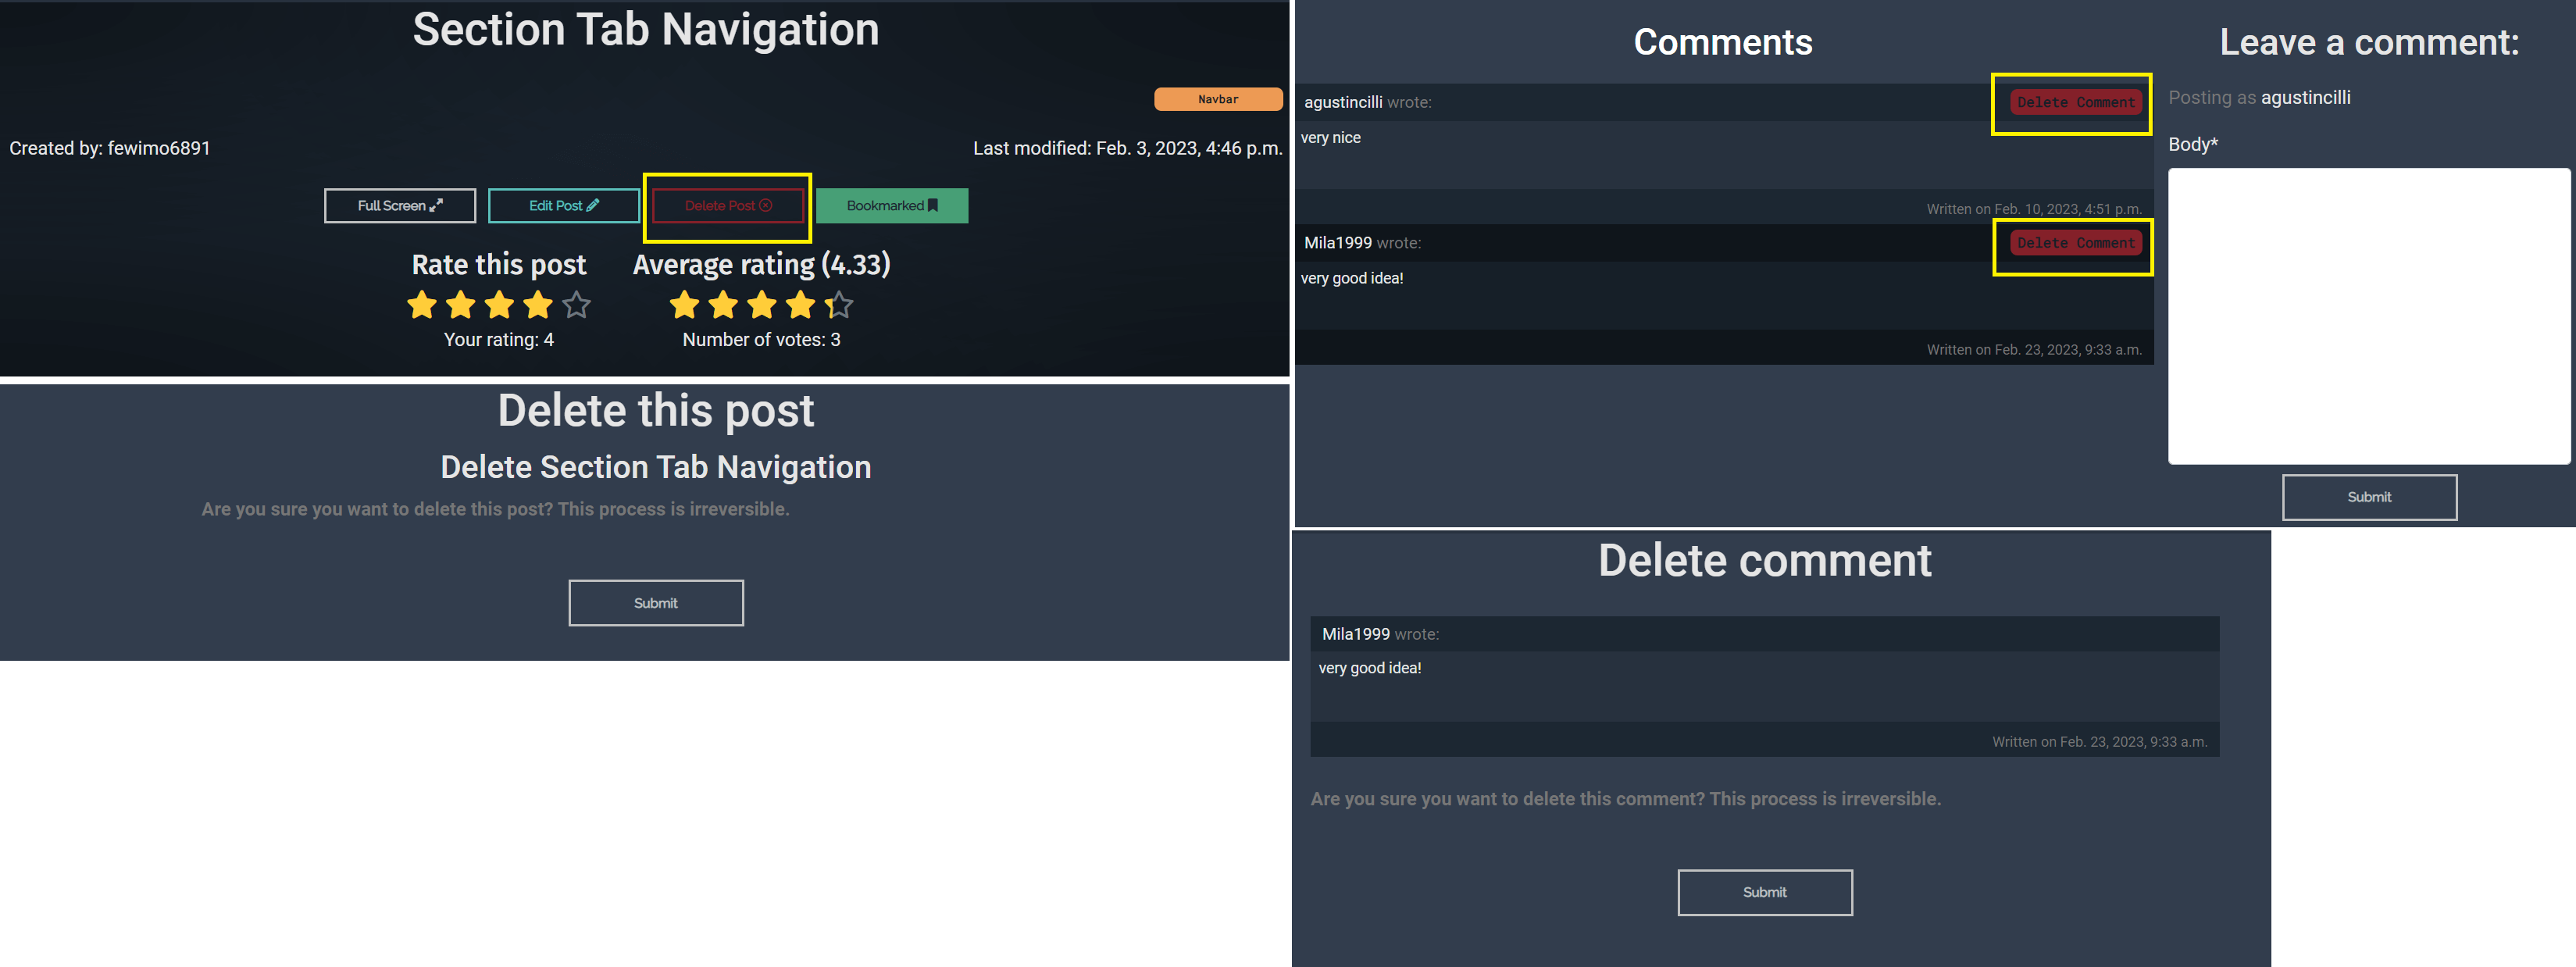 Section Tab Navigation
Navbar
Created by: fewimo6891
Last modified: Feb. 3, 2023, 4:46 p.m.
Full Screen
Edit Post
Delete Post
Bookmarked
Rate this post
Average rating (4.33)
Your rating: 4
Number of votes: 3
Delete this post
Delete Section Tab Navigation
Are you sure you want to delete this post? This process is irreversible.
Submit
Comments
agustincilli wrote:
Delete Comment
very nice
Written on Feb. 10, 2023, 4:51 p.m.
Mila1999 wrote:
Delete Comment
very good idea!
Written on Feb. 23, 2023, 9:33 a.m.
Leave a comment:
Posting as agustincilli
Body*
Submit
Delete comment
Mila1999 wrote:
very good idea!
Written on Feb. 23, 2023, 9:33 a.m.
Are you sure you want to delete this comment? This process is irreversible.
Submit